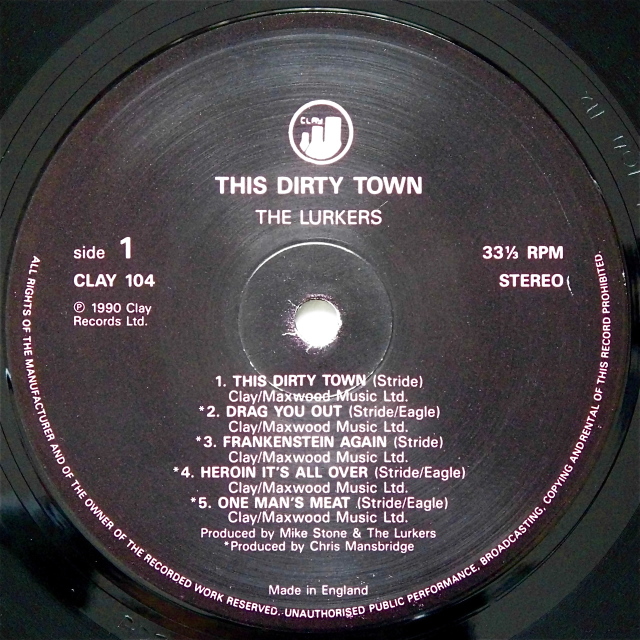 CLAY
THIS DIRTY TOWN
THE LURKERS
side 1
33⅓ RPM
CLAY 104
STEREO
℗ 1990 Clay
Records Ltd.
1. THIS DIRTY TOWN (Stride)
Clay/Maxwood Music Ltd.
*2. DRAG YOU OUT (Stride/Eagle)
Clay/Maxwood Music Ltd.
*3. FRANKENSTEIN AGAIN (Stride)
Clay/Maxwood Music Ltd.
*4. HEROIN IT'S ALL OVER (Stride/Eagle)
Clay/Maxwood Music Ltd.
*5. ONE MAN'S MEAT (Stride/Eagle)
Clay/Maxwood Music Ltd.
Produced by Mike Stone & The Lurkers
*Produced by Chris Mansbridge
Made in England
ALL RIGHTS OF THE MANUFACTURER AND OF THE OWNER OF THE RECORDED WORK RESERVED. UNAUTHORISED PUBLIC PERFORMANCE, BROADCASTING, COPYING AND RENTAL OF THIS RECORD PROHIBITED.